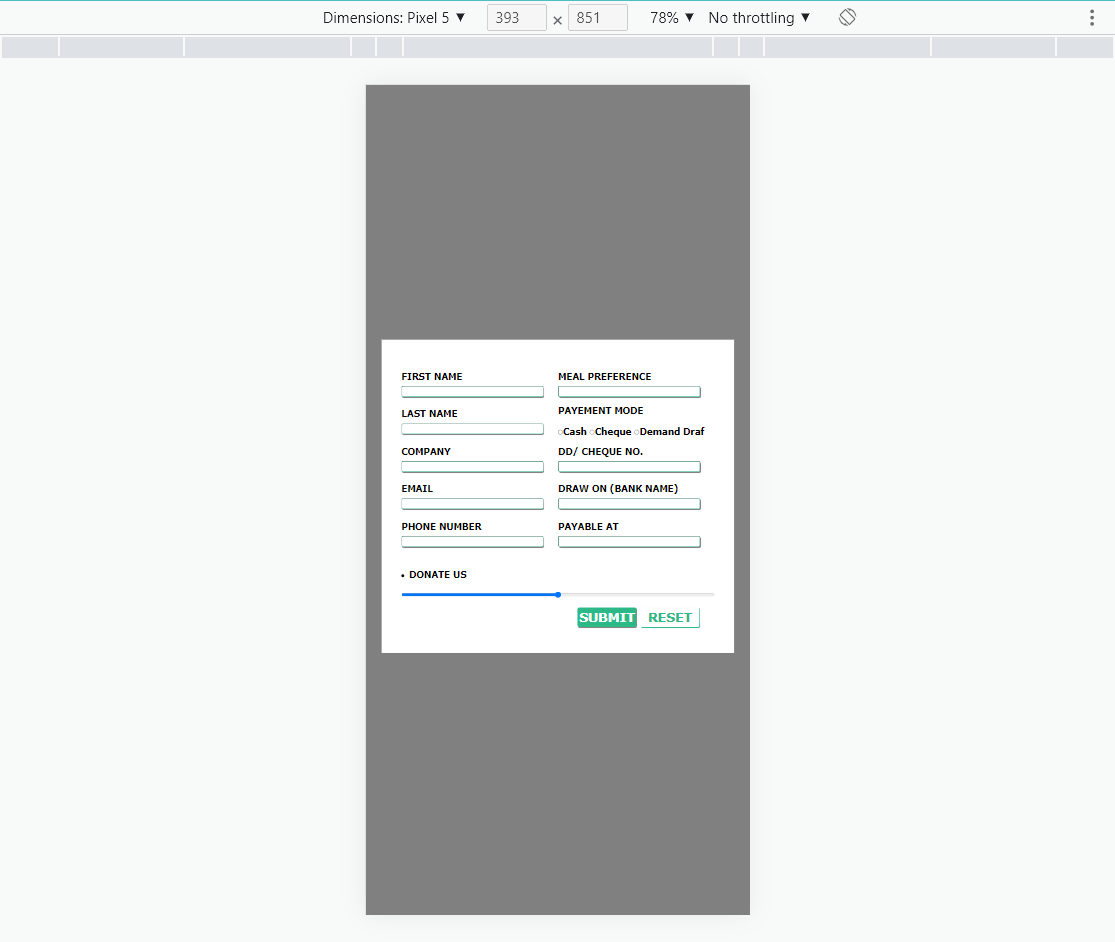 Dimensions: Pixel 5 ▼ 393 × 851 78% ▼ No throttling ▼
FIRST NAME
LAST NAME
COMPANY
EMAIL
PHONE NUMBER
MEAL PREFERENCE
PAYEMENT MODE
Cash Cheque Demand Draf
DD/ CHEQUE NO.
DRAW ON (BANK NAME)
PAYABLE AT
• DONATE US
SUBMIT RESET